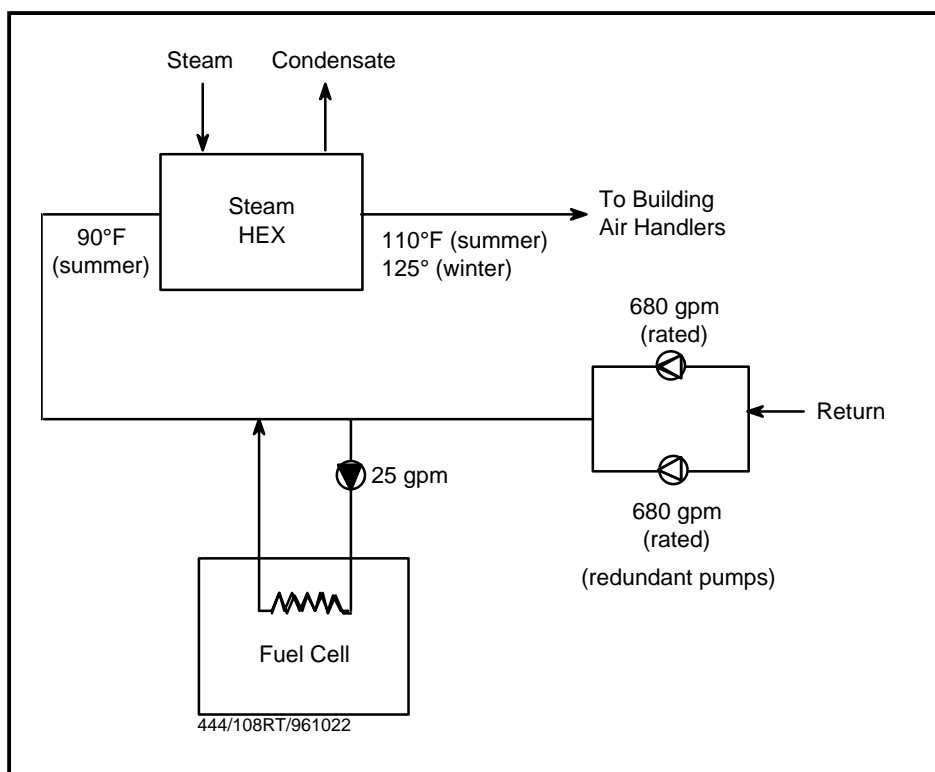 Steam
Condensate
Steam
HEX
To Building
Air Handlers
90°F
(summer)
110°F (summer)
125° (winter)
680 gpm
(rated)
Return
25 gpm
680 gpm
(rated)
(redundant pumps)
Fuel Cell
444/108RT/961022